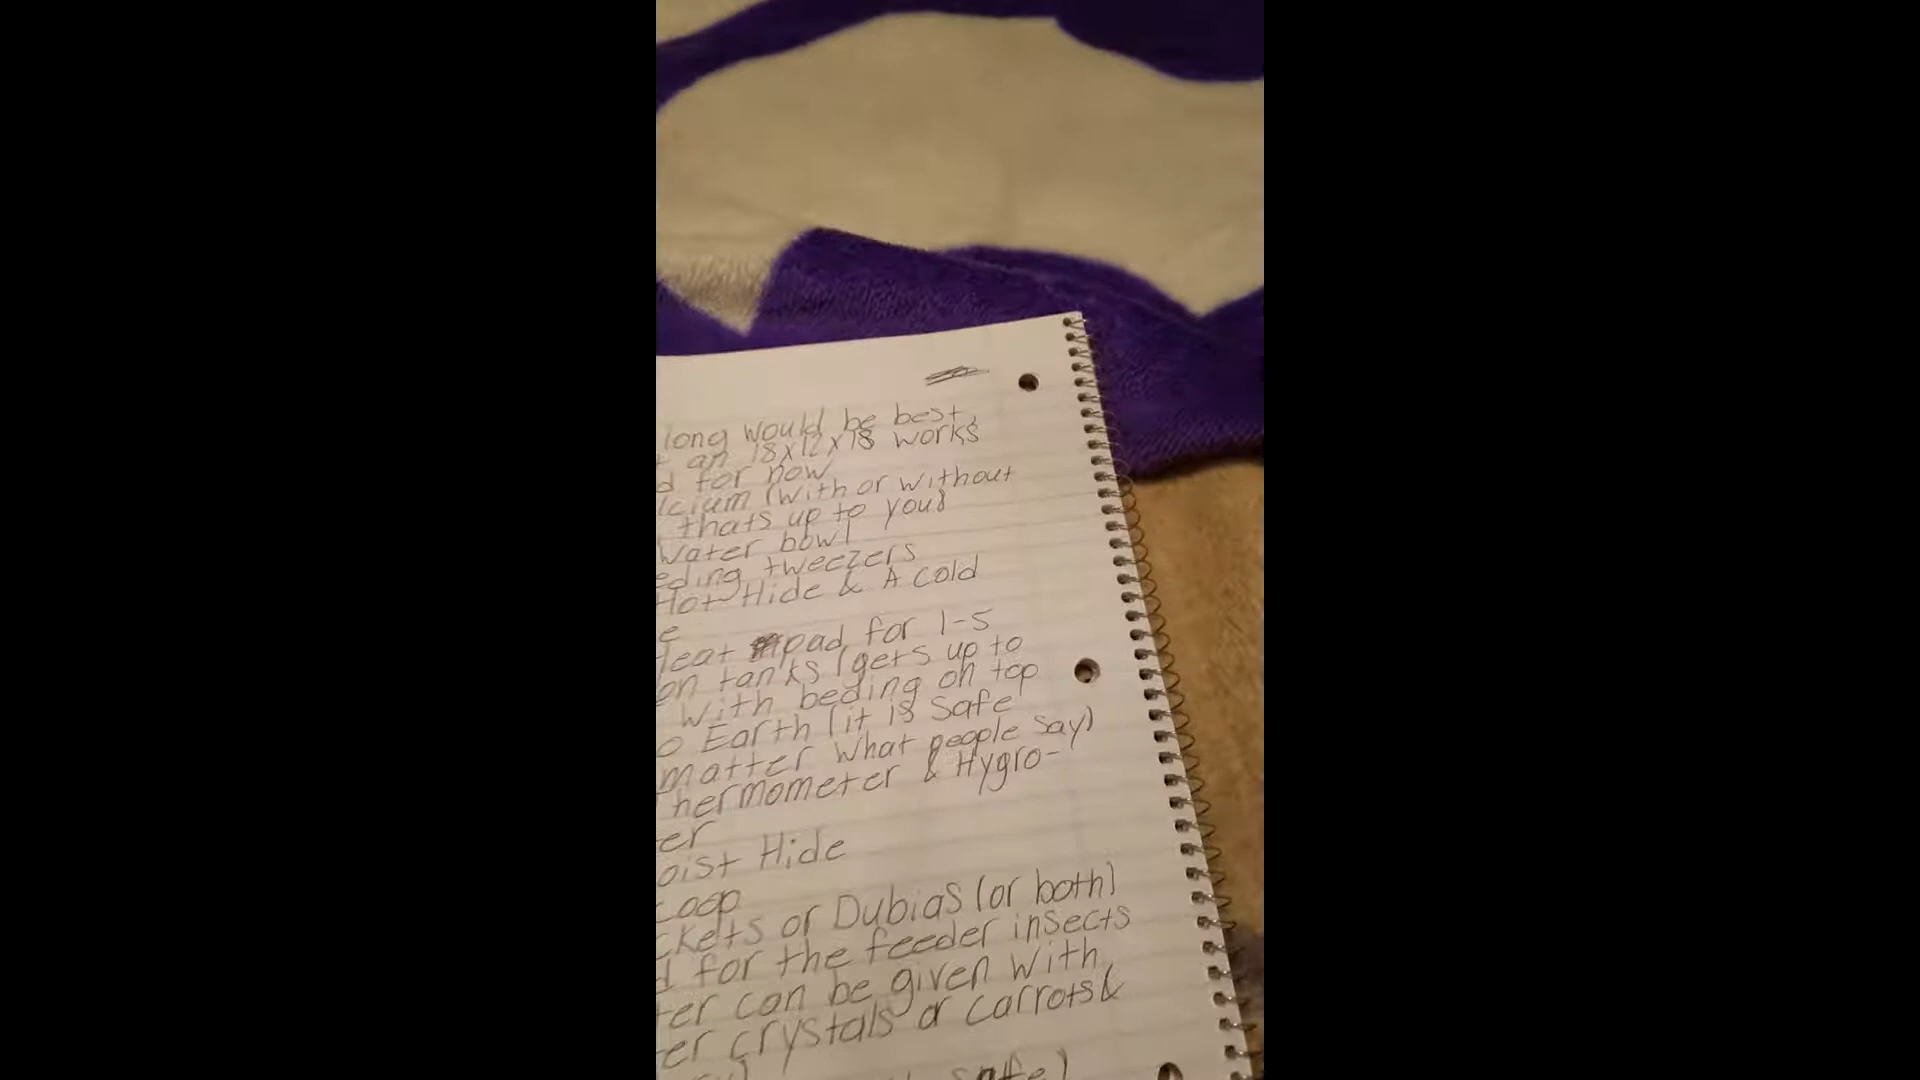 long would be best,
an 18x12x18 works
d for now
lcium (with or without
thats up to you)
Water bowl
eding tweezers
Hot Hide & A Cold
e
Heat pad for 1-5
on tanks (gets up to
with beding on top
o Earth (it is safe
matter What people say)
hermometer & Hygro-
er
oist Hide
coop
ckets or Dubias (or both)
d for the feeder insects
ter can be given with
er crystals or carrots &
safe)